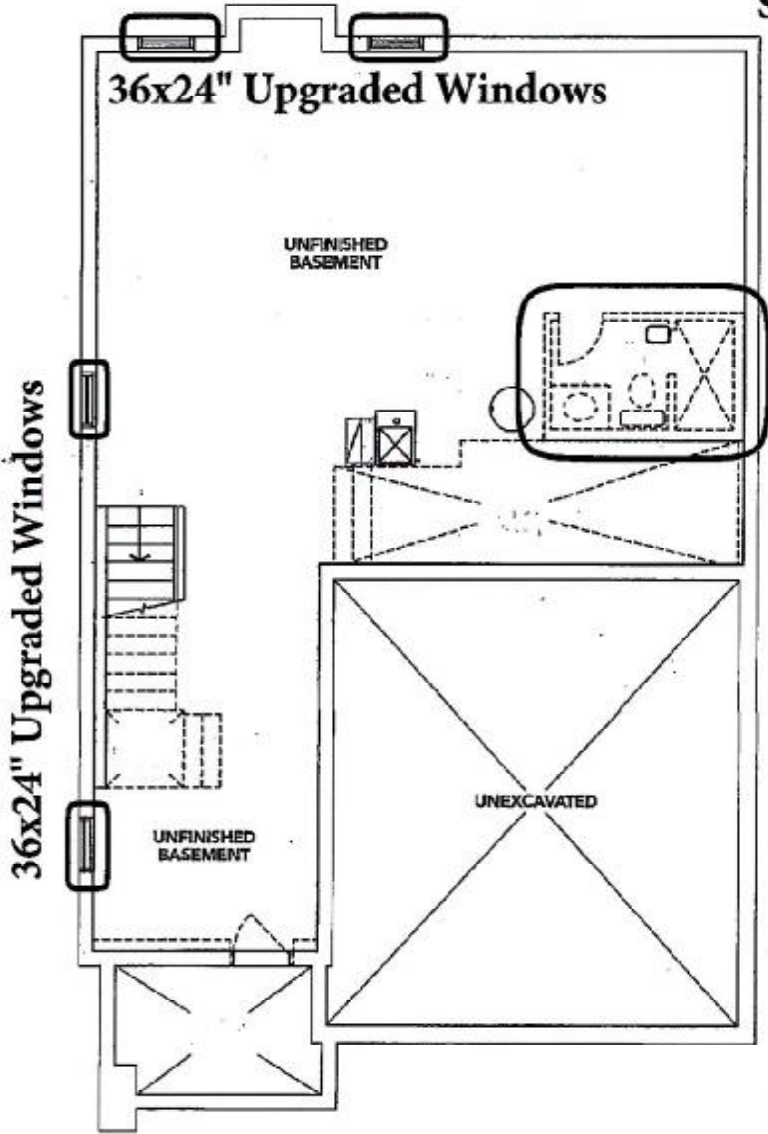 36x24" Upgraded Windows
UNFINISHED
BASEMENT
36x24" Upgraded Windows
UNEXCAVATED
UNFINISHED
BASEMENT